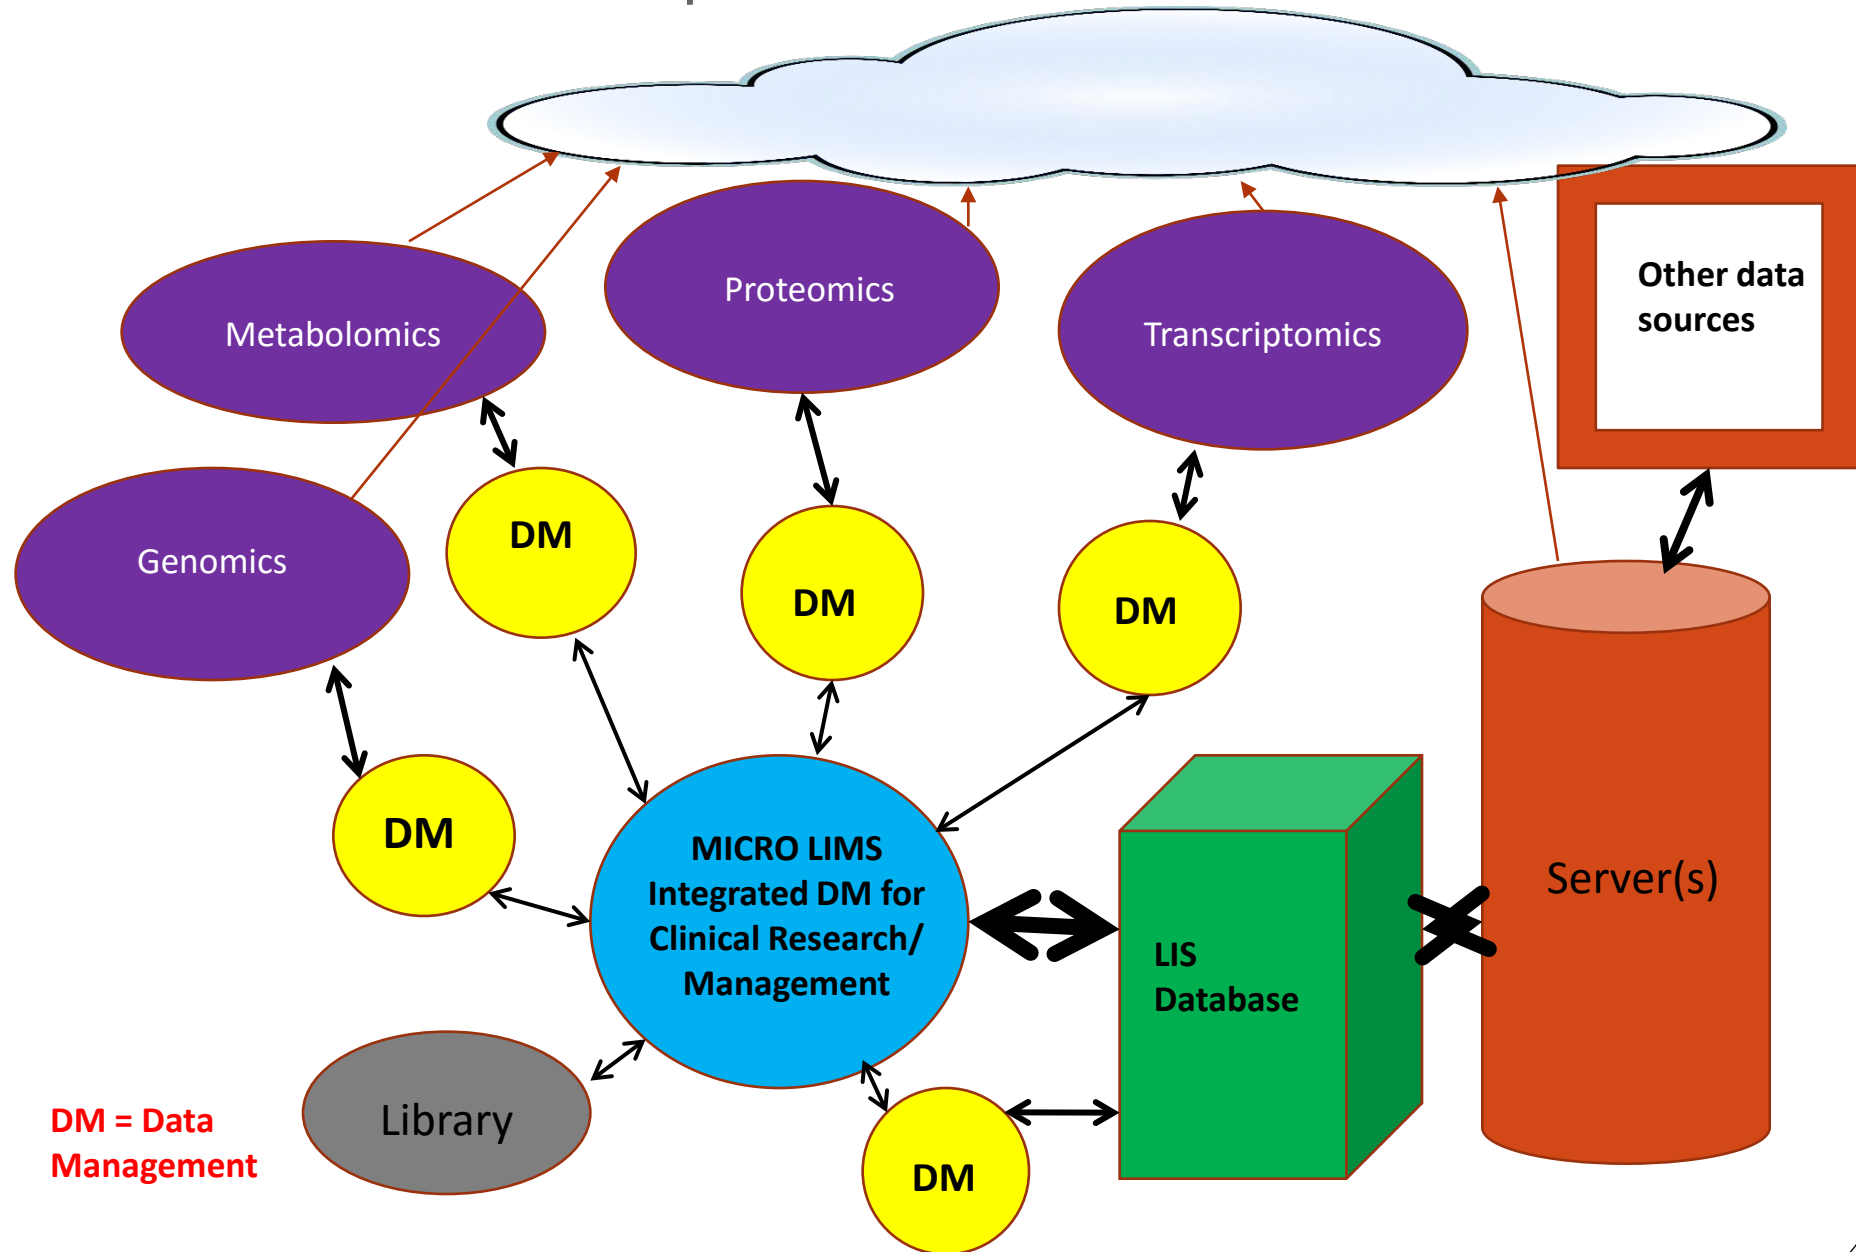 Proteomics
Other data
sources
Metabolomics
Transcriptomics
DM
Genomics
DM
DM
DM
MICRO LIMS
Integrated DM for
Clinical Research/
Management
Server(s)
LIS
Database
Library
DM = Data
Management
DM